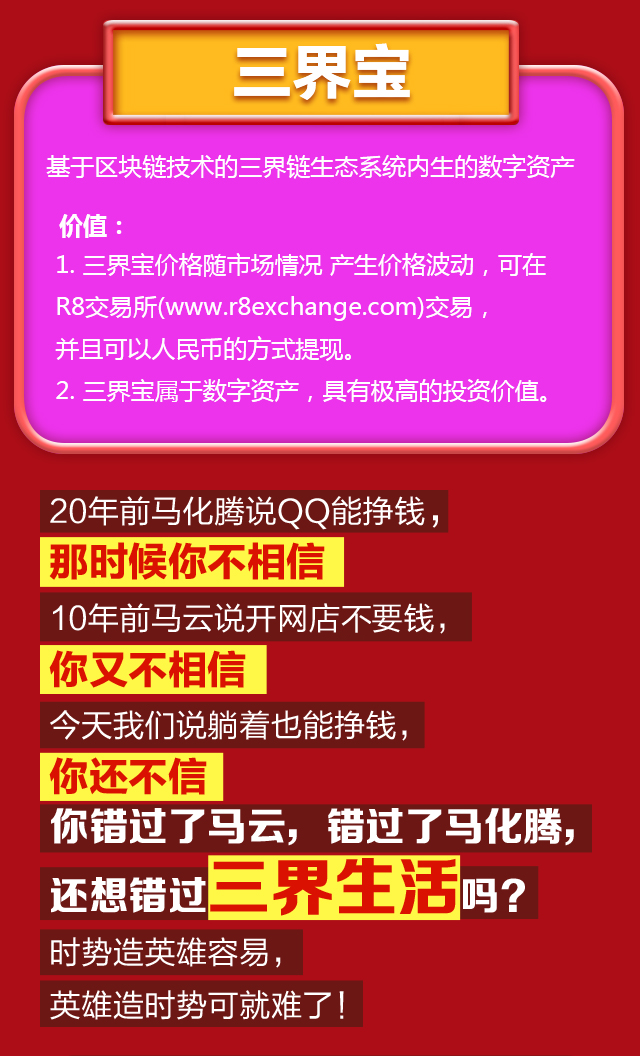 三界宝
基于区块链技术的三界链生态系统内生的数字资产
价值：
1. 三界宝价格随市场情况 产生价格波动，可在
R8交易所(www.r8exchange.com)交易，
并且可以人民币的方式提现。
2. 三界宝属于数字资产，具有极高的投资价值。
20年前马化腾说QQ能挣钱，
那时候你不相信
10年前马云说开网店不要钱，
你又不相信
今天我们说躺着也能挣钱，
你还不信
你错过了马云，错过了马化腾，
还想错过三界生活吗？
时势造英雄容易，
英雄造时势可就难了！